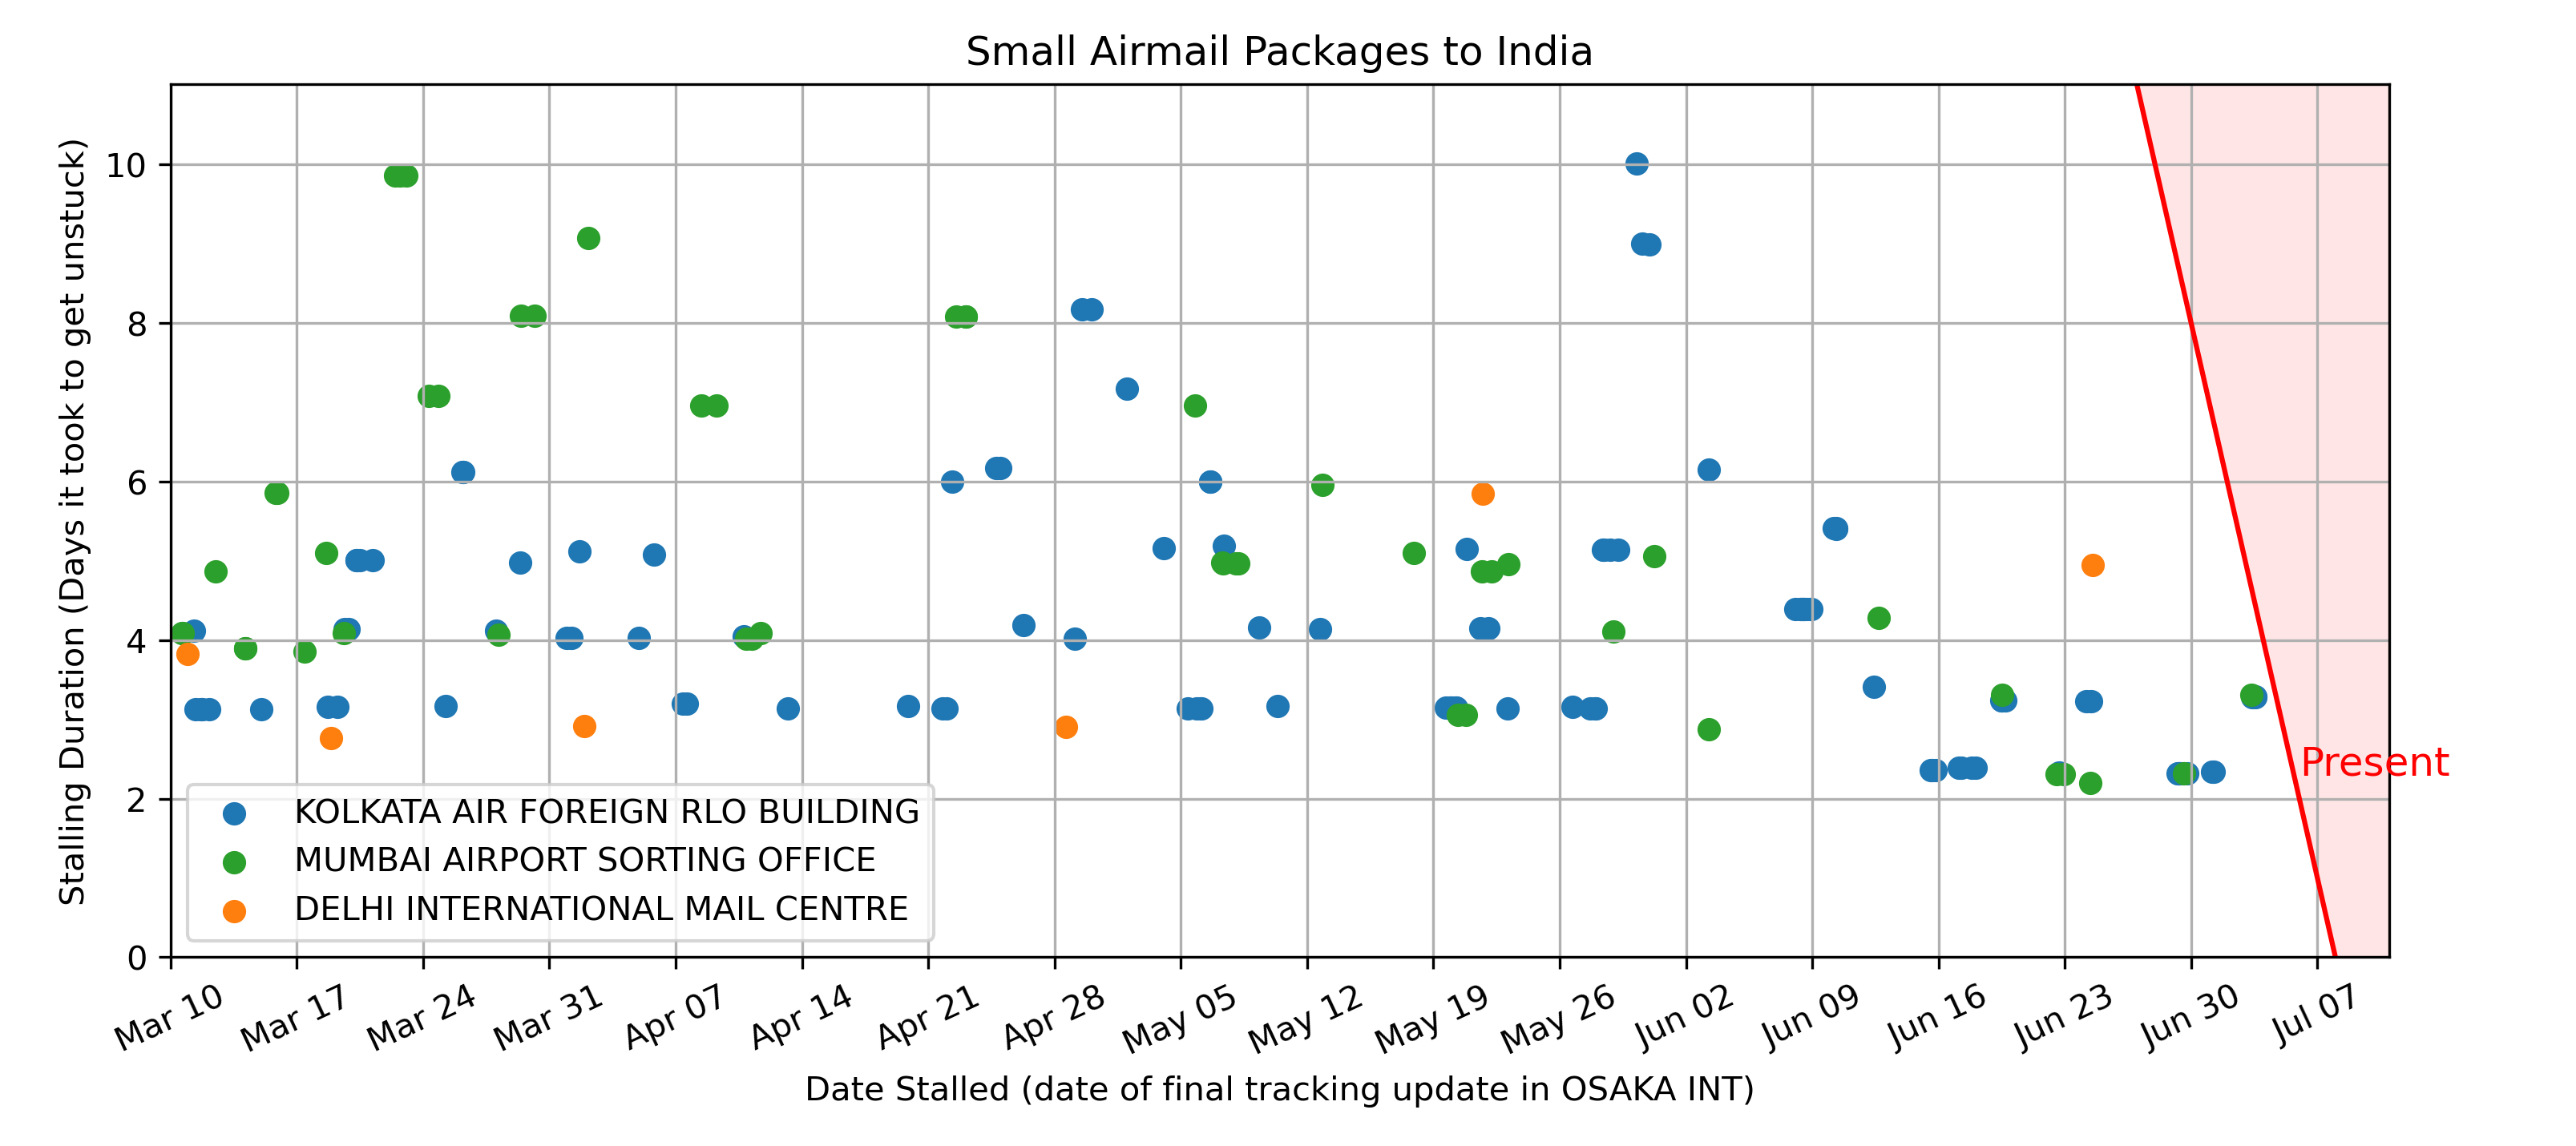 Small Airmail Packages to India
Stalling Duration (Days it took to get unstuck)
10
8
6
4
2
0
Present
KOLKATA AIR FOREIGN RLO BUILDING
MUMBAI AIRPORT SORTING OFFICE
DELHI INTERNATIONAL MAIL CENTRE
Mar 10
Mar 17
Mar 24
Mar 31
Apr 07
Apr 14
Apr 21
Apr 28
May 05
May 12
May 19
May 26
Jun 02
Jun 09
Jun 16
Jun 23
Jun 30
Jul 07
Date Stalled (date of final tracking update in OSAKA INT)